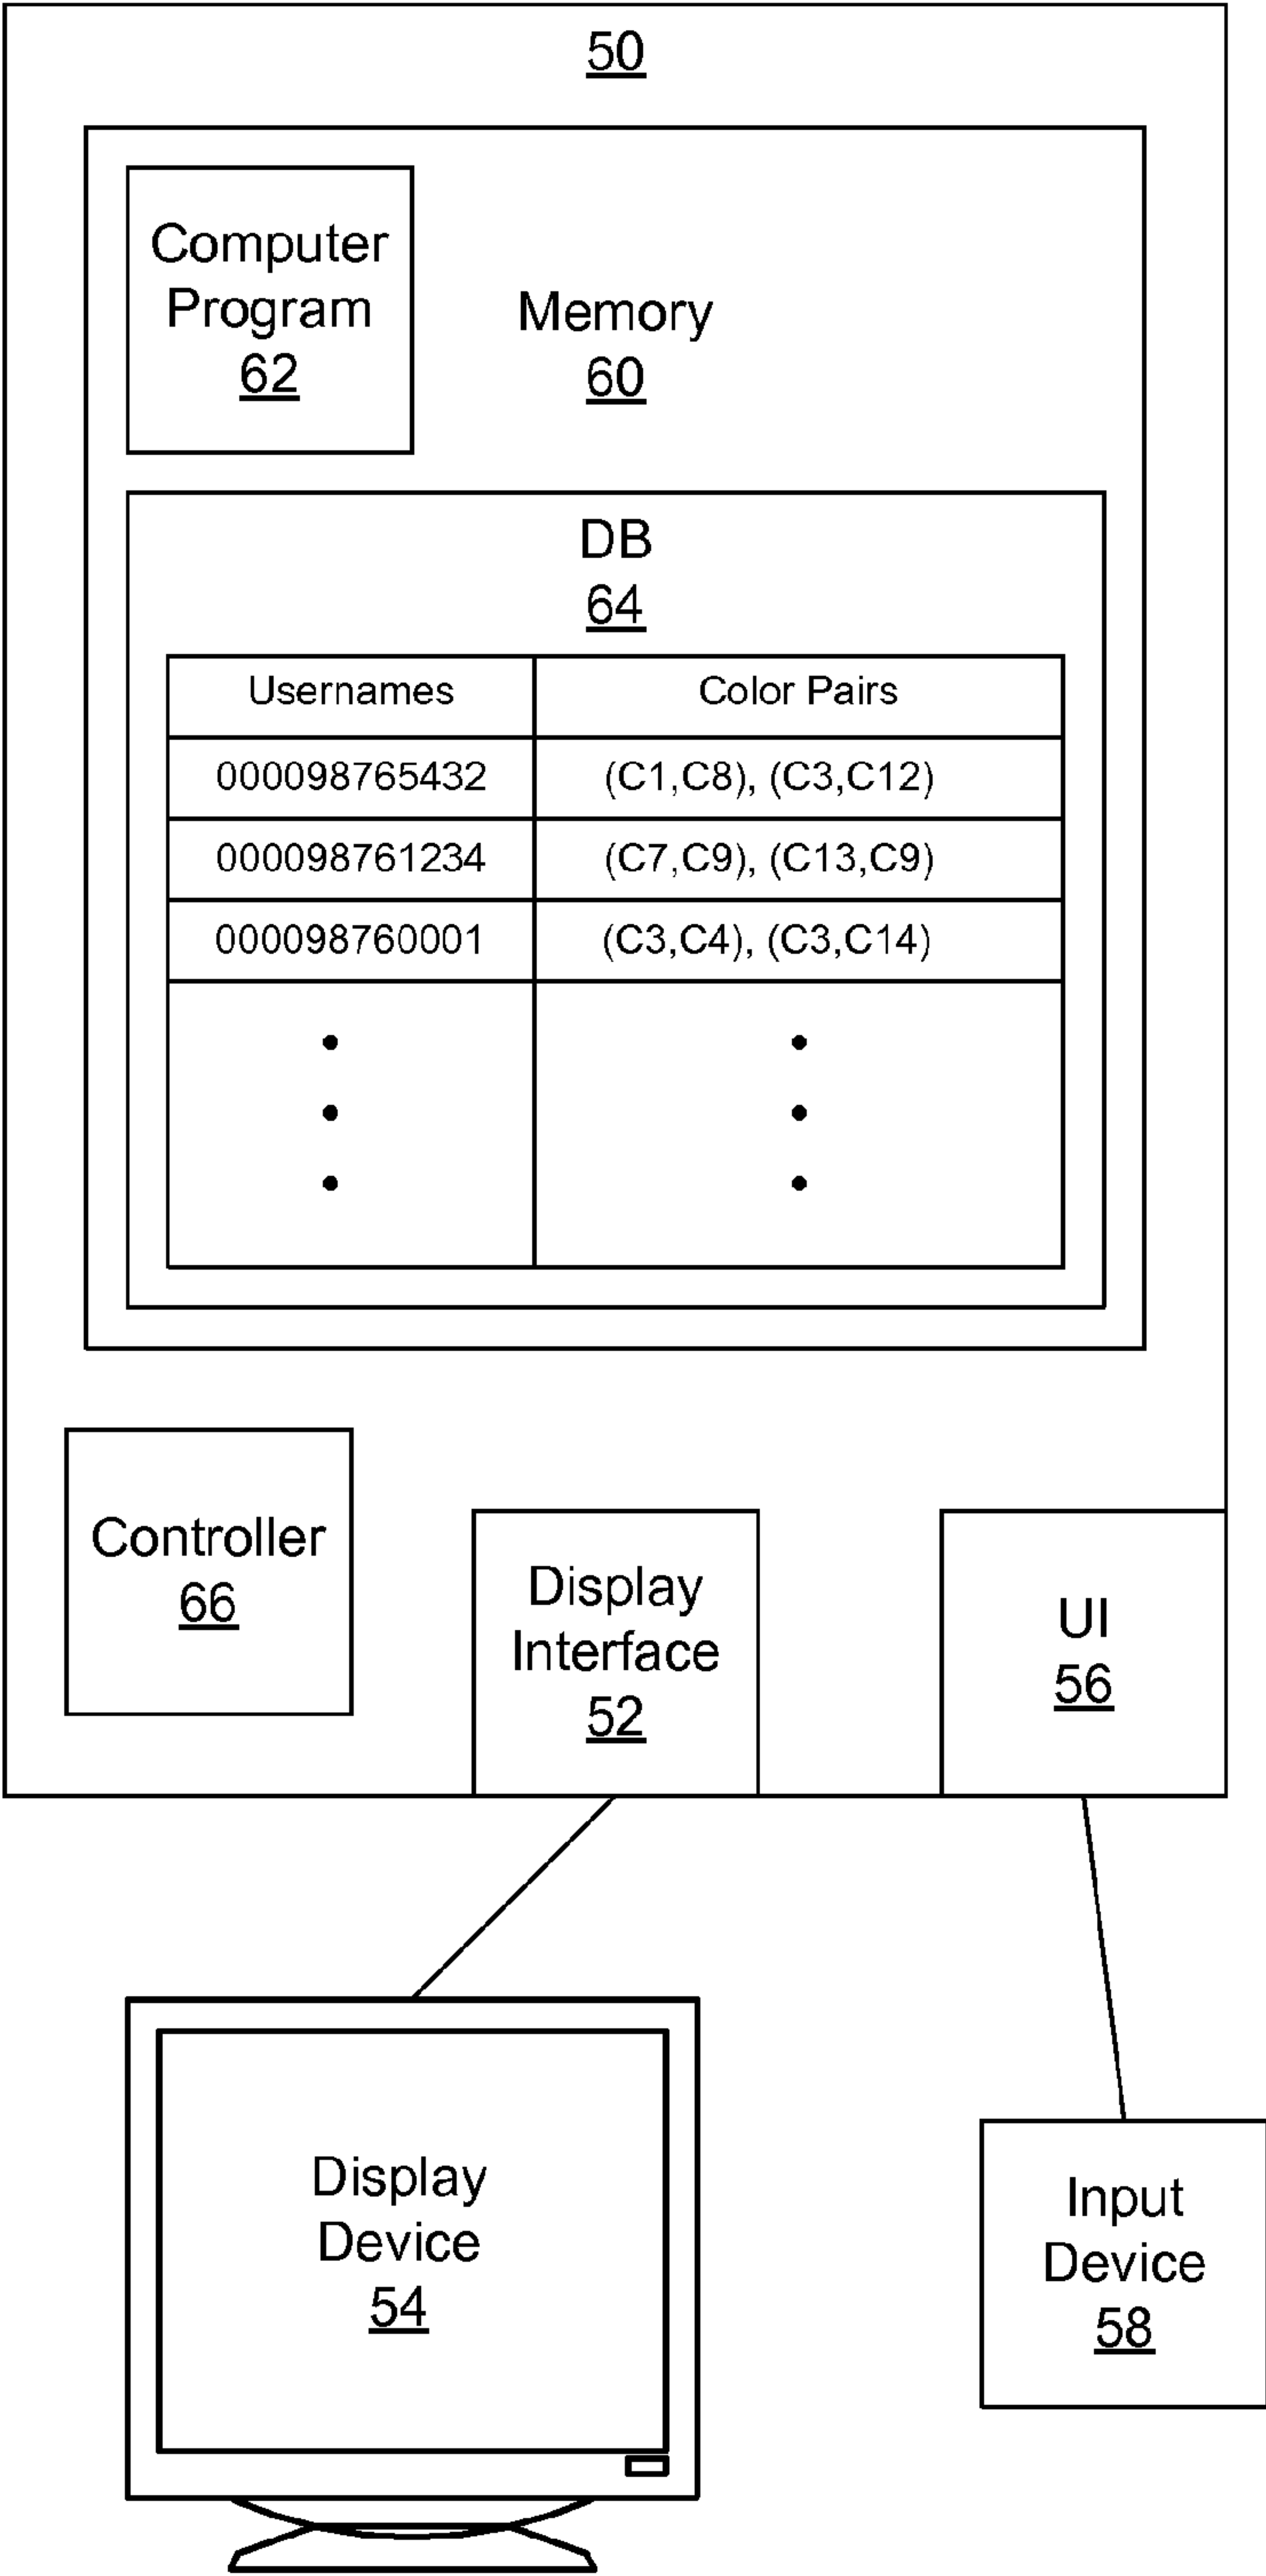 50
Computer
Program
62
Memory
60
DB
64
Usernames Color Pairs
000098765432 (C1,C8), (C3,C12)
000098761234 (C7,C9), (C13,C9)
000098760001 (C3,C4), (C3,C14)
Controller
66
Display
Interface
52
UI
56
Display
Device
54
Input
Device
58